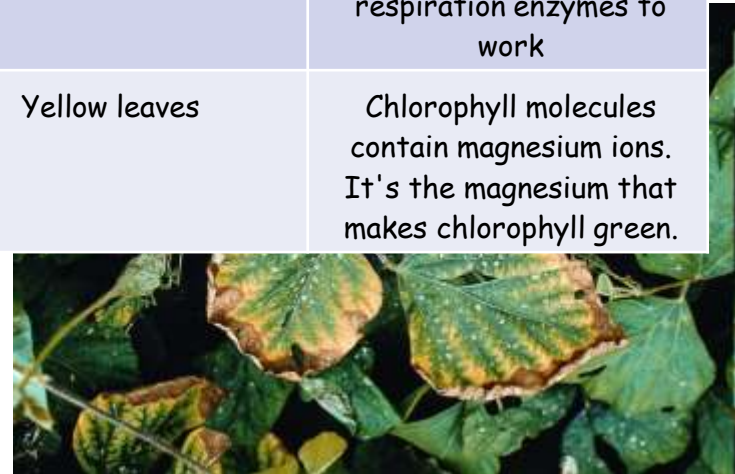 respiration enzymes to
work
Yellow leaves
Chlorophyll molecules
contain magnesium ions.
It's the magnesium that
makes chlorophyll green.